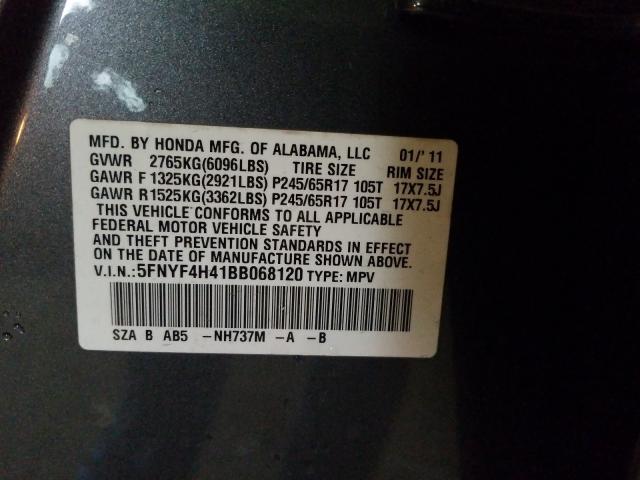 MFD. BY HONDA MFG. OF ALABAMA, LLC 01/' 11
GVWR 2765KG(6096LBS) TIRE SIZE RIM SIZE
GAWR F 1325KG(2921LBS) P245/65R17 105T 17X7.5J
GAWR R1525KG(3362LBS) P245/65R17 105T 17X7.5J
THIS VEHICLE CONFORMS TO ALL APPLICABLE
FEDERAL MOTOR VEHICLE SAFETY
AND THEFT PREVENTION STANDARDS IN EFFECT
ON THE DATE OF MANUFACTURE SHOWN ABOVE.
V.I.N.:5FNYF4H41BB068120 TYPE: MPV
SZA B AB5 -NH737M -A -B